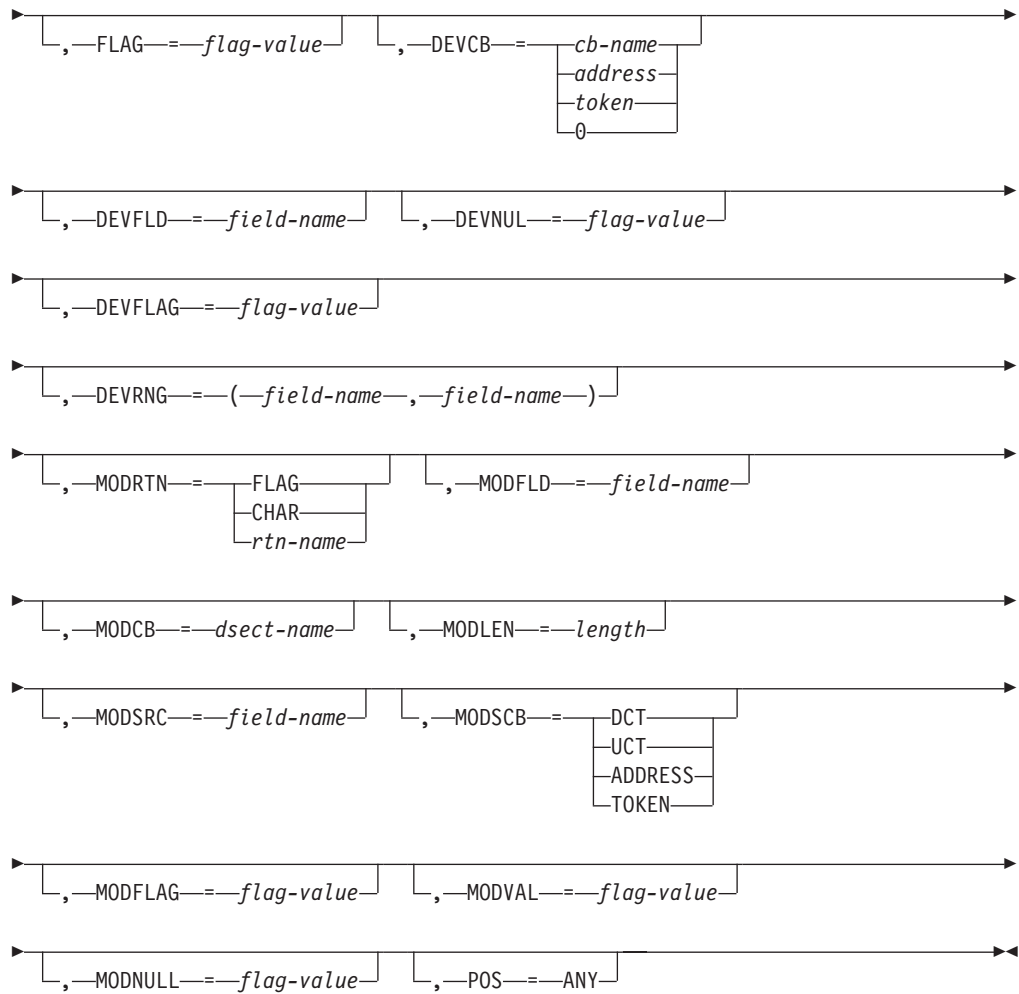 ,—FLAG—=—flag-value ,—DEVCB—=—cb-name
address
token
0
,—DEVFLD—=—field-name ,—DEVNUL—=—flag-value
,—DEVFLAG—=—flag-value
,—DEVRNG—=—(—field-name—,—field-name—)
,—MODRTN—=—FLAG ,—MODFLD—=—field-name
CHAR
rtn-name
,—MODCB—=—dsect-name ,—MODLEN—=—length
,—MODSRC—=—field-name ,—MODSCB—=—DCT
UCT
ADDRESS
TOKEN
,—MODFLAG—=—flag-value ,—MODVAL—=—flag-value
,—MODNULL—=—flag-value ,—POS—=—ANY